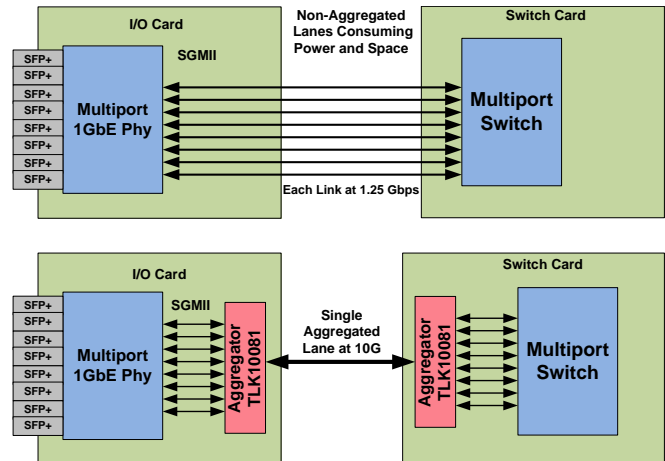 I/O Card
SGMII
Non-Aggregated
Lanes Consuming
Power and Space
Switch Card
SFP+
SFP+
SFP+
SFP+
SFP+
SFP+
SFP+
SFP+
Multiport
1GbE Phy
Multiport
Switch
Each Link at 1.25 Gbps
I/O Card
SGMII
Switch Card
SFP+
SFP+
SFP+
SFP+
SFP+
SFP+
SFP+
SFP+
Multiport
1GbE Phy
Aggregator
TLK10081
Single
Aggregated
Lane at 10G
Aggregator
TLK10081
Multiport
Switch